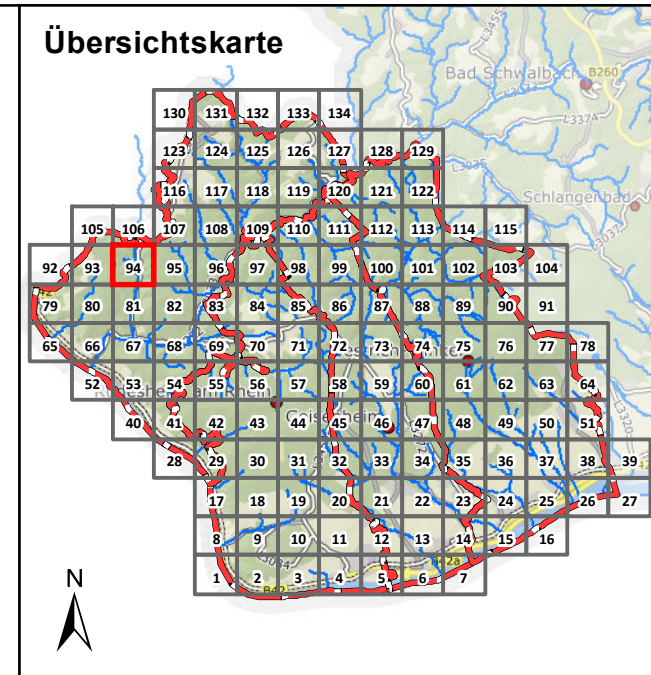 Übersichtskarte
Bad Schwalbach
B260
L3374
L3035
Schlangenbad
L3037
130 131 132 133 134
123 124 125 126 127 128 129
116 117 118 119 120 121 122
105 106 107 108 109 110 111 112 113 114 115
92 93 94 95 96 97 98 99 100 101 102 103 104
79 80 81 82 83 84 85 86 87 88 89 90 91
65 66 67 68 69 70 71 72 73 74 75 76 77 78
52 53 54 55 56 57 58 59 60 61 62 63 64
Geisenheim
40 41 42 43 44 45 46 47 48 49 50 51
28 29 30 31 32 33 34 35 36 37 38 39
17 18 19 20 21 22 23 24 25 26 27
8 9 10 11 12 13 14 15 16
1 2 3 4 5 6 7
B42
B42a
N